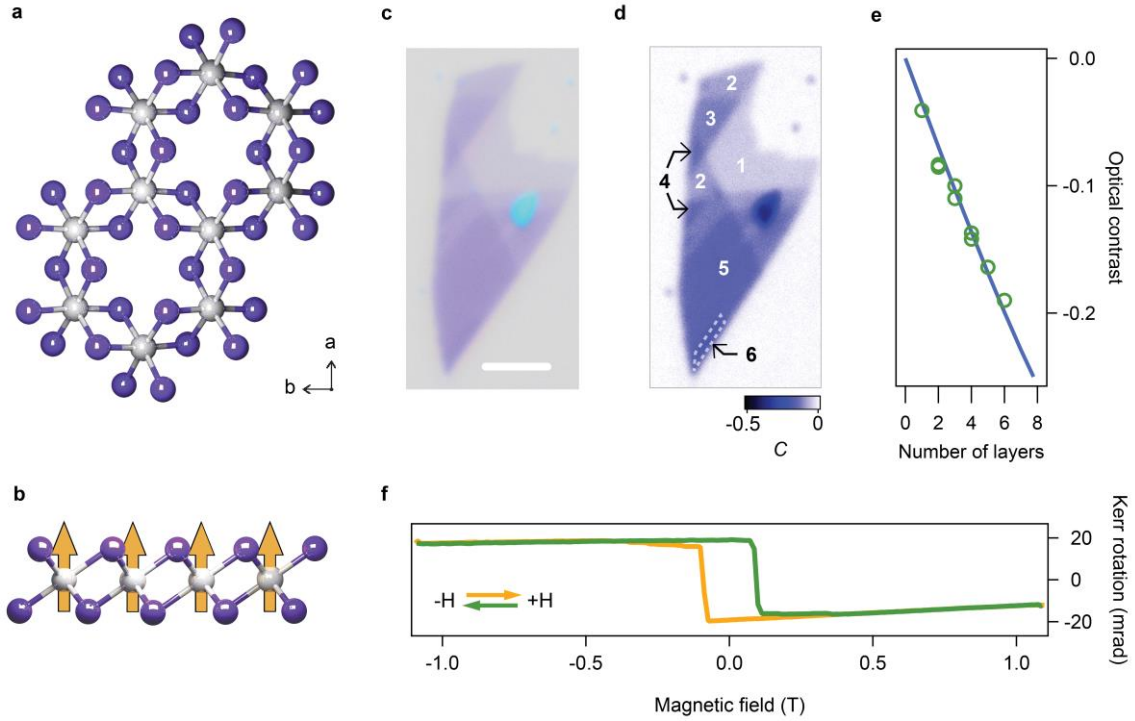 a
a
b
b
c
d
2
3
1
4
2
5
6
-0.5 0
C
e
0.0
-0.1
-0.2
Optical contrast
0 2 4 6 8
Number of layers
f
-H +H
20
0
-20
Kerr rotation (mrad)
-1.0 -0.5 0.0 0.5 1.0
Magnetic field (T)